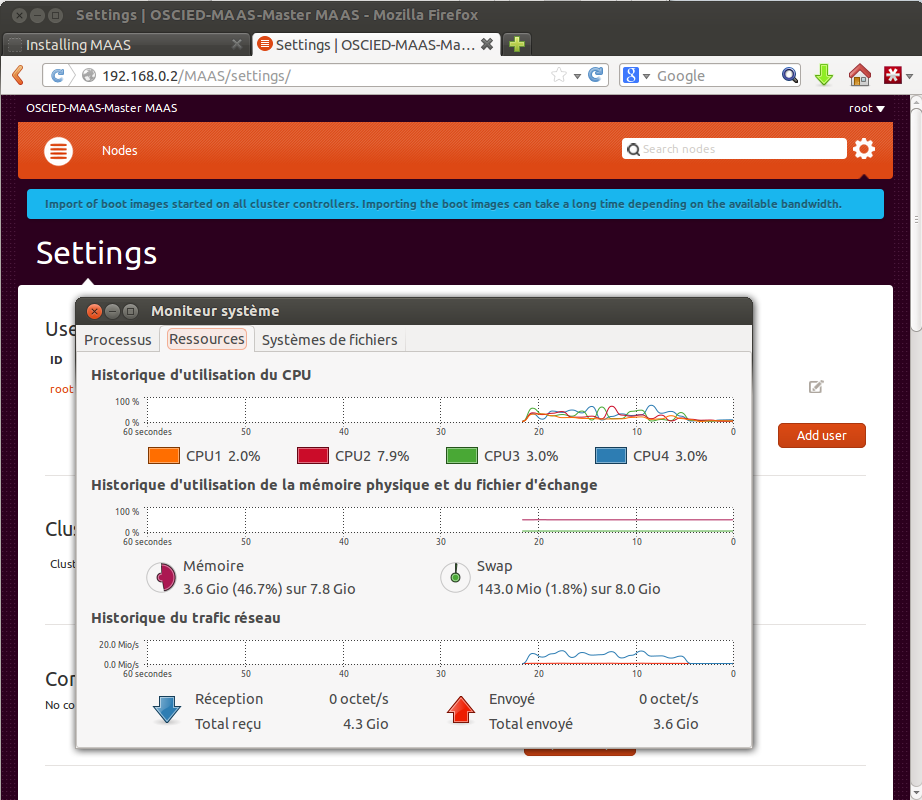 Settings | OSCIED-MAAS-Master MAAS - Mozilla Firefox
Installing MAAS
Settings | OSCIED-MAAS-Ma...
192.168.0.2/MAAS/settings/
Google
OSCIED-MAAS-Master MAAS
root
Nodes
Search nodes
Import of boot images started on all cluster controllers. Importing the boot images can take a long time depending on the available bandwidth.
Settings
Use
ID
root
Add user
Clus
Clust
Cor
No co
Moniteur système
Processus Ressources Systèmes de fichiers
Historique d'utilisation du CPU
100 %
0 %
60 secondes 50 40 30 20 10 0
CPU1 2.0% CPU2 7.9% CPU3 3.0% CPU4 3.0%
Historique d'utilisation de la mémoire physique et du fichier d'échange
100 %
0 %
60 secondes 50 40 30 20 10 0
Mémoire
3.6 Gio (46.7%) sur 7.8 Gio
Swap
143.0 Mio (1.8%) sur 8.0 Gio
Historique du trafic réseau
20.0 Mio/s
0.0 Mio/s
60 secondes 50 40 30 20 10 0
Réception 0 octet/s
Total reçu 4.3 Gio
Envoyé 0 octet/s
Total envoyé 3.6 Gio